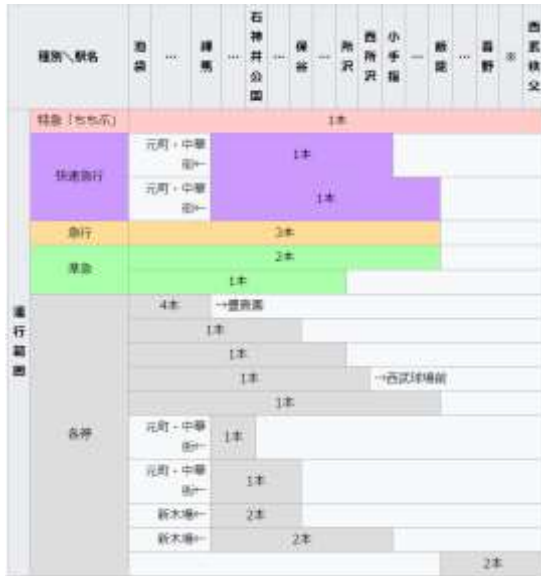 種別＼駅名 池袋 … 練馬 … 石神井公園 … 保谷 … 所沢 西所沢 小手指 … 飯能 … 吾野 ※ 西武秩父
運行範囲
特急「ちちぶ」 1本
快速急行
元町・中華
街← 1本
元町・中華
街← 1本
急行 3本
準急
2本
1本
各停
4本 →豊島園
1本
1本
1本 →西武球場前
1本
元町・中華
街← 1本
元町・中華
街← 1本
新木場← 2本
新木場← 2本
2本